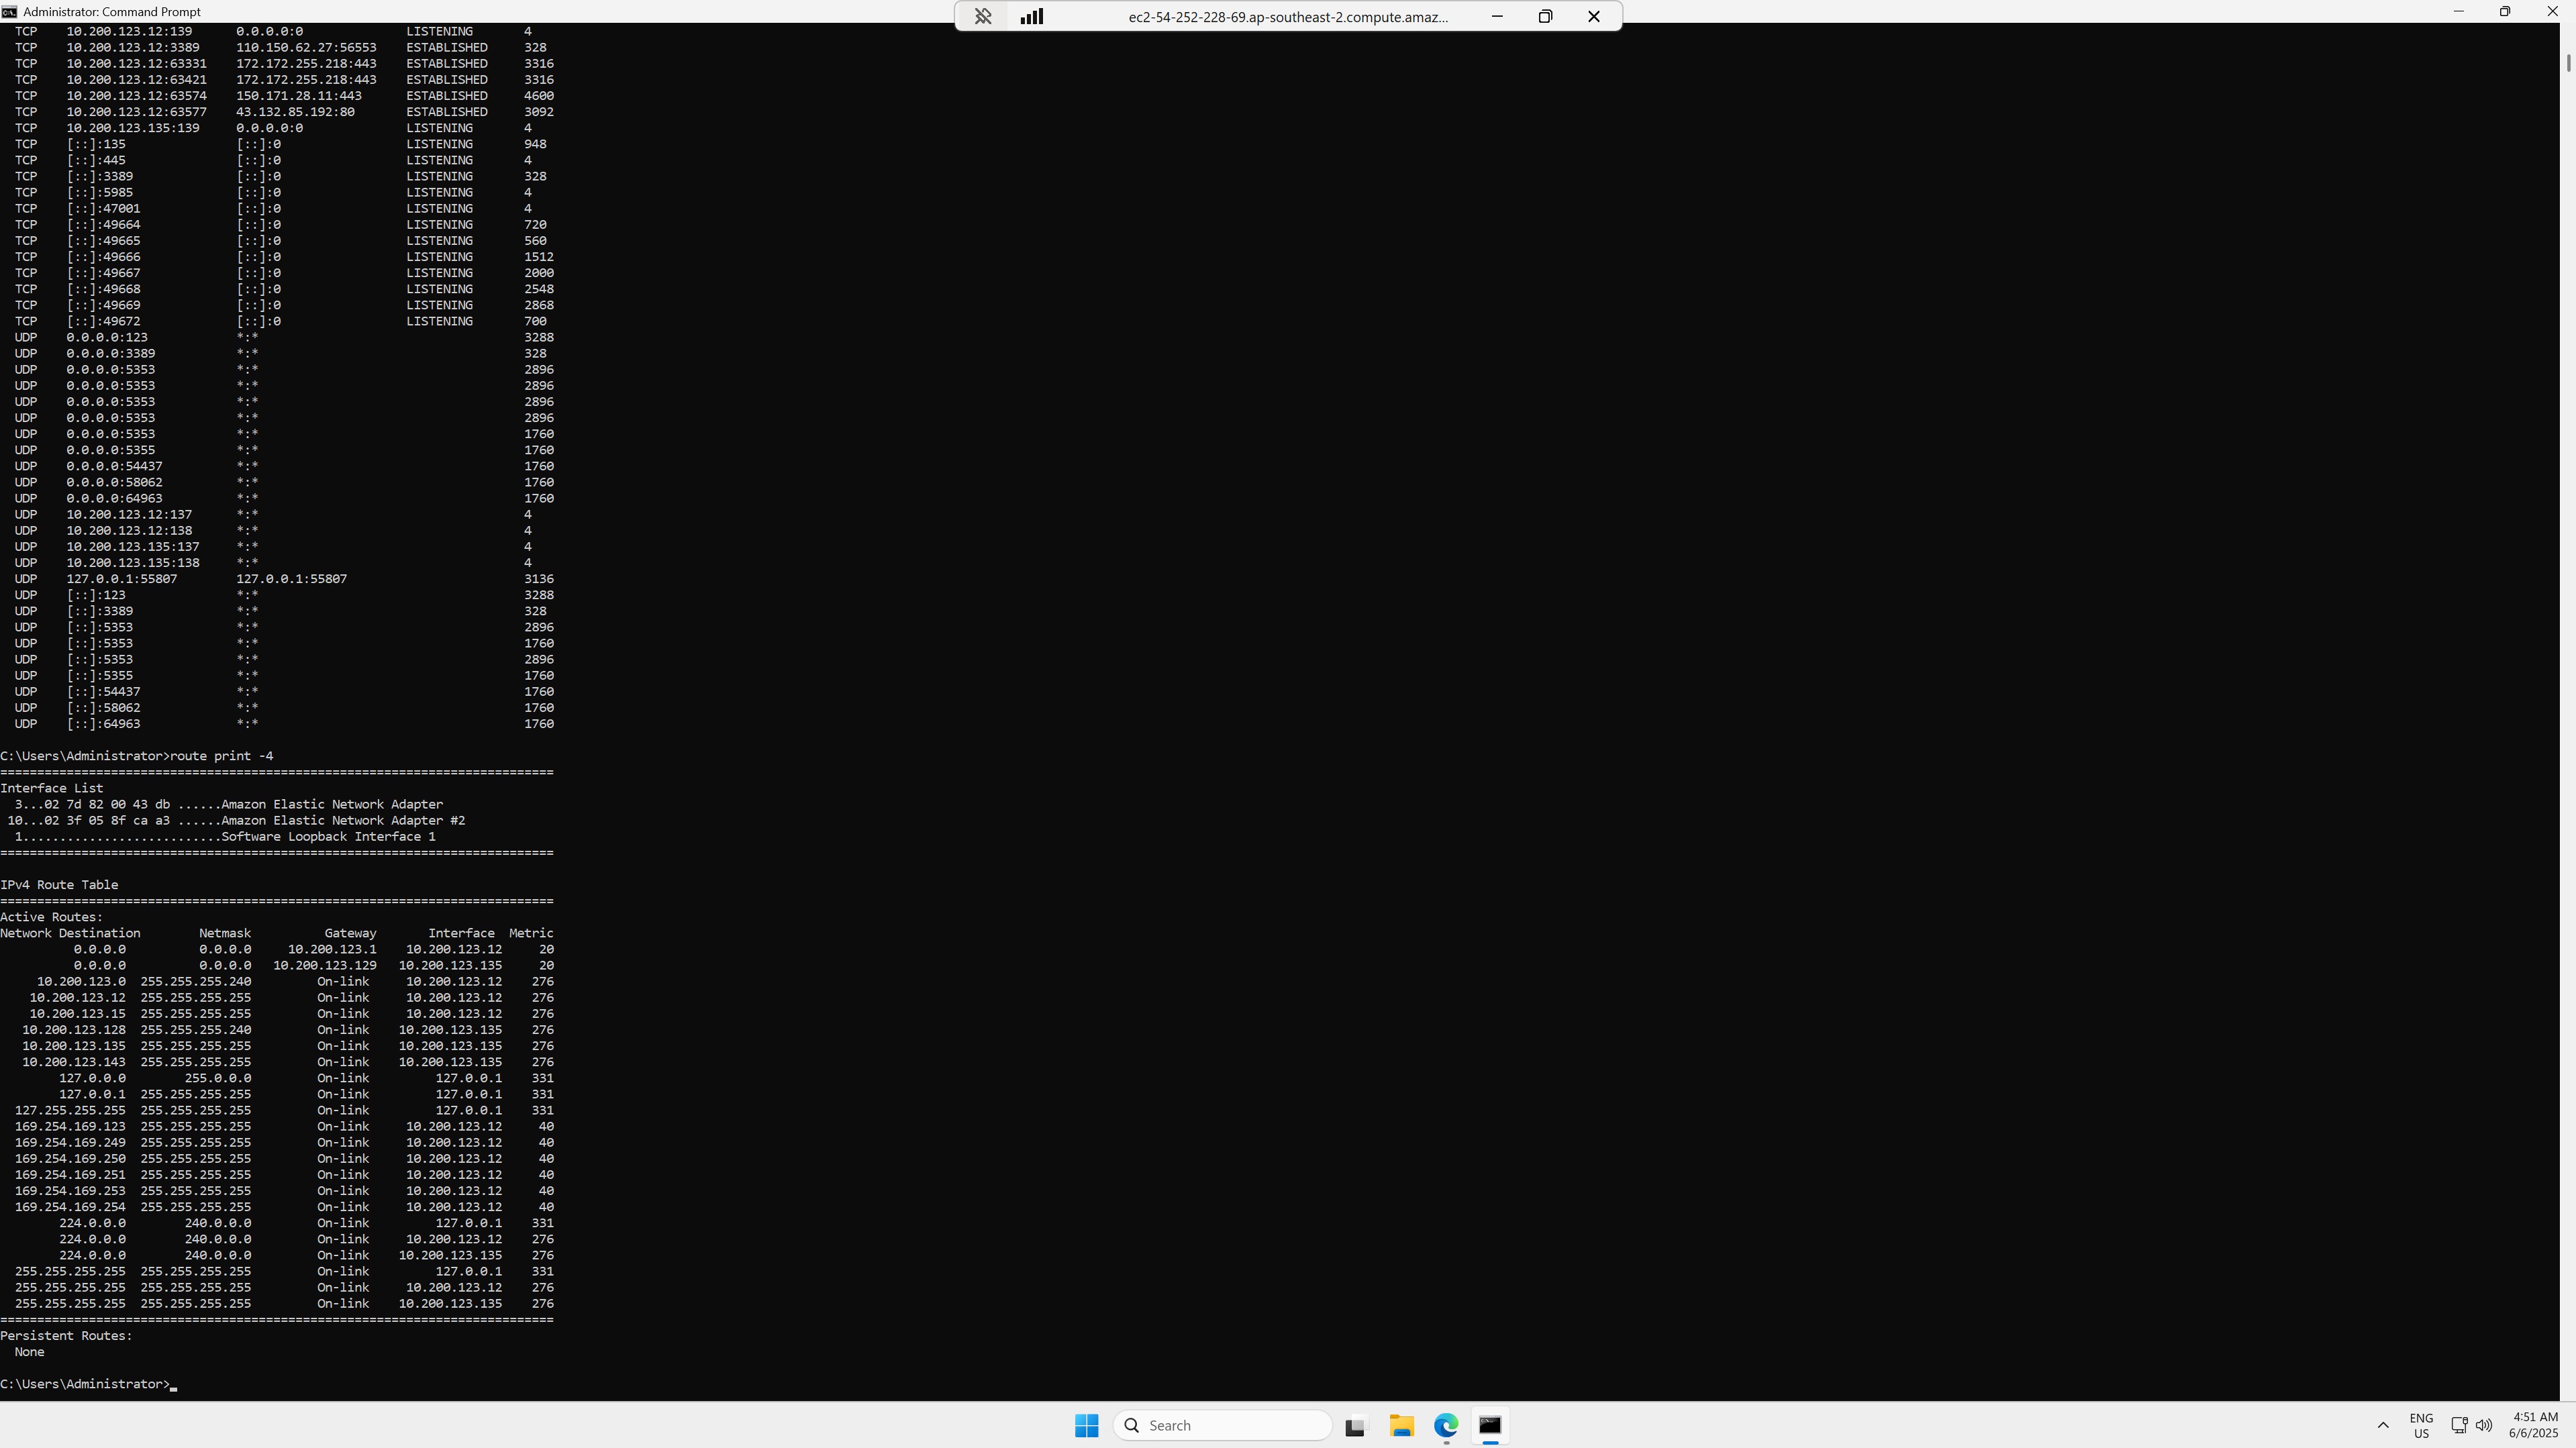 Administrator: Command Prompt
ec2-54-252-228-69.ap-southeast-2.compute.amaz...
TCP 10.200.123.12:139 0.0.0.0:0 LISTENING 4
TCP 10.200.123.12:3389 110.150.62.27:56553 ESTABLISHED 328
TCP 10.200.123.12:63331 172.172.255.218:443 ESTABLISHED 3316
TCP 10.200.123.12:63421 172.172.255.218:443 ESTABLISHED 3316
TCP 10.200.123.12:63574 150.171.28.11:443 ESTABLISHED 4600
TCP 10.200.123.12:63577 43.132.85.192:80 ESTABLISHED 3092
TCP 10.200.123.135:139 0.0.0.0:0 LISTENING 4
TCP [::]:135 [::]:0 LISTENING 948
TCP [::]:445 [::]:0 LISTENING 4
TCP [::]:3389 [::]:0 LISTENING 328
TCP [::]:5985 [::]:0 LISTENING 4
TCP [::]:47001 [::]:0 LISTENING 4
TCP [::]:49664 [::]:0 LISTENING 720
TCP [::]:49665 [::]:0 LISTENING 560
TCP [::]:49666 [::]:0 LISTENING 1512
TCP [::]:49667 [::]:0 LISTENING 2000
TCP [::]:49668 [::]:0 LISTENING 2548
TCP [::]:49669 [::]:0 LISTENING 2868
TCP [::]:49672 [::]:0 LISTENING 700
UDP 0.0.0.0:123 *:* 3288
UDP 0.0.0.0:3389 *:* 328
UDP 0.0.0.0:5353 *:* 2896
UDP 0.0.0.0:5353 *:* 2896
UDP 0.0.0.0:5353 *:* 2896
UDP 0.0.0.0:5353 *:* 2896
UDP 0.0.0.0:5353 *:* 1760
UDP 0.0.0.0:5355 *:* 1760
UDP 0.0.0.0:54437 *:* 1760
UDP 0.0.0.0:58062 *:* 1760
UDP 0.0.0.0:64963 *:* 1760
UDP 10.200.123.12:137 *:* 4
UDP 10.200.123.12:138 *:* 4
UDP 10.200.123.135:137 *:* 4
UDP 10.200.123.135:138 *:* 4
UDP 127.0.0.1:55807 127.0.0.1:55807 3136
UDP [::]:123 *:* 3288
UDP [::]:3389 *:* 328
UDP [::]:5353 *:* 2896
UDP [::]:5353 *:* 1760
UDP [::]:5353 *:* 2896
UDP [::]:5355 *:* 1760
UDP [::]:54437 *:* 1760
UDP [::]:58062 *:* 1760
UDP [::]:64963 *:* 1760
C:\Users\Administrator>route print -4
===========================================================================
Interface List
3...02 7d 82 00 43 db ......Amazon Elastic Network Adapter
10...02 3f 05 8f ca a3 ......Amazon Elastic Network Adapter #2
1...........................Software Loopback Interface 1
===========================================================================
IPv4 Route Table
===========================================================================
Active Routes:
Network Destination Netmask Gateway Interface Metric
0.0.0.0 0.0.0.0 10.200.123.1 10.200.123.12 20
0.0.0.0 0.0.0.0 10.200.123.129 10.200.123.135 20
10.200.123.0 255.255.255.240 On-link 10.200.123.12 276
10.200.123.12 255.255.255.255 On-link 10.200.123.12 276
10.200.123.15 255.255.255.255 On-link 10.200.123.12 276
10.200.123.128 255.255.255.240 On-link 10.200.123.135 276
10.200.123.135 255.255.255.255 On-link 10.200.123.135 276
10.200.123.143 255.255.255.255 On-link 10.200.123.135 276
127.0.0.0 255.0.0.0 On-link 127.0.0.1 331
127.0.0.1 255.255.255.255 On-link 127.0.0.1 331
127.255.255.255 255.255.255.255 On-link 127.0.0.1 331
169.254.169.123 255.255.255.255 On-link 10.200.123.12 40
169.254.169.249 255.255.255.255 On-link 10.200.123.12 40
169.254.169.250 255.255.255.255 On-link 10.200.123.12 40
169.254.169.251 255.255.255.255 On-link 10.200.123.12 40
169.254.169.253 255.255.255.255 On-link 10.200.123.12 40
169.254.169.254 255.255.255.255 On-link 10.200.123.12 40
224.0.0.0 240.0.0.0 On-link 127.0.0.1 331
224.0.0.0 240.0.0.0 On-link 10.200.123.12 276
224.0.0.0 240.0.0.0 On-link 10.200.123.135 276
255.255.255.255 255.255.255.255 On-link 127.0.0.1 331
255.255.255.255 255.255.255.255 On-link 10.200.123.12 276
255.255.255.255 255.255.255.255 On-link 10.200.123.135 276
===========================================================================
Persistent Routes:
None
C:\Users\Administrator>_
Search
ENG
US
4:51 AM
6/6/2025